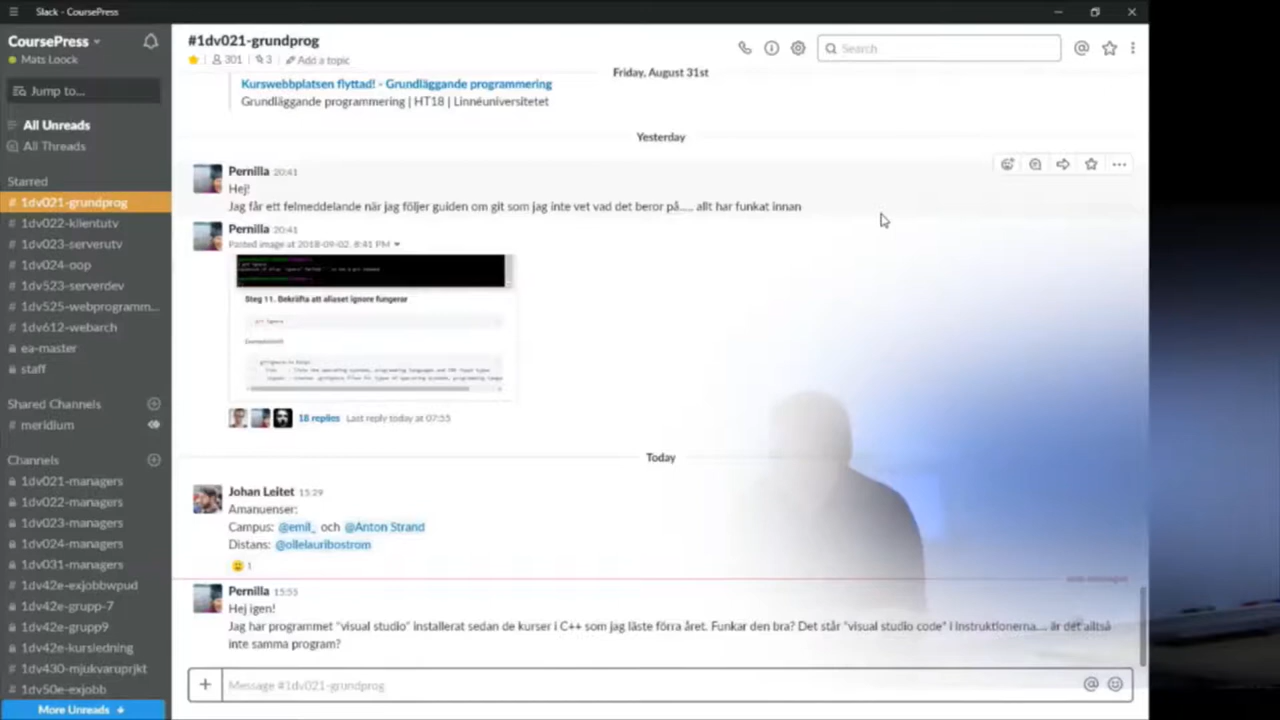 Slack - CoursePress
CoursePress
Mats Loock
Jump to...
All Unreads
All Threads
Starred
# 1dv021-grundprog
# 1dv022-klientutv
# 1dv023-serverutv
# 1dv024-oop
# 1dv523-serverdev
# 1dv525-webprogramm...
# 1dv612-webarch
ea-master
staff
Shared Channels
meridium
Channels
1dv021-managers
1dv022-managers
1dv023-managers
1dv024-managers
1dv031-managers
1dv42e-exjobbwpud
1dv42e-grupp-7
1dv42e-grupp9
1dv42e-kursledning
# 1dv430-mjukvaruprjkt
1dv50e-exjobb
More Unreads
#1dv021-grundprog
301 3 Add a topic
Search
Friday, August 31st
Kurswebbplatsen flyttad! - Grundläggande programmering
Grundläggande programmering | HT18 | Linnéuniversitetet
Yesterday
Pernilla 20:41
Hej!
Jag får ett felmeddelande när jag följer guiden om git som jag inte vet vad det beror på..... allt har funkat innan
Pernilla 20:41
Pasted image at 2018-09-02, 8:41 PM
Steg 11. Bekräfta att aliaset ignore fungerar
git ignore
18 replies Last reply today at 07:55
Today
Johan Leitet 15:29
Amanuenser:
Campus: @emil_ och @Anton Strand
Distans: @ollelauribostrom
1
Pernilla 15:55
Hej igen!
Jag har programmet "visual studio" installerat sedan de kurser i C++ som jag läste förra året. Funkar den bra? Det står "visual studio code" i instruktionerna.... är det alltså
inte samma program?
Message #1dv021-grundprog